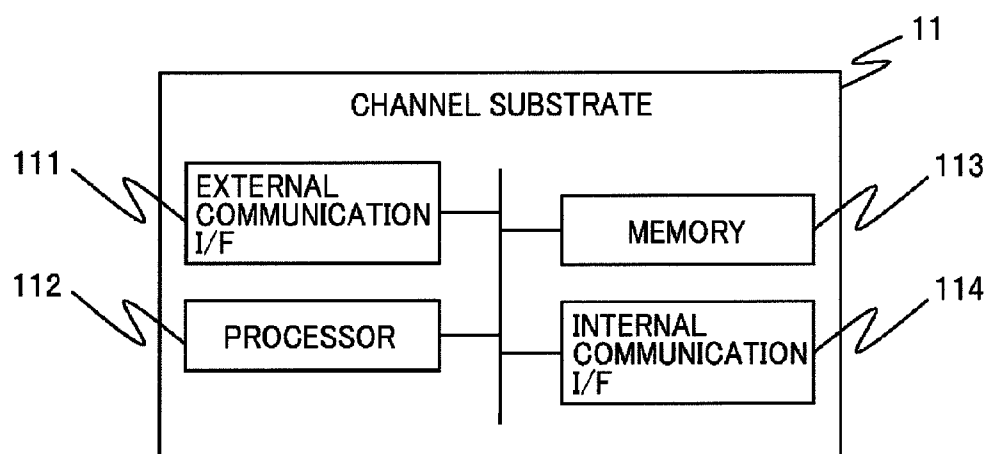 11
CHANNEL SUBSTRATE
111
EXTERNAL
COMMUNICATION
I/F
113
MEMORY
112
PROCESSOR
114
INTERNAL
COMMUNICATION
I/F